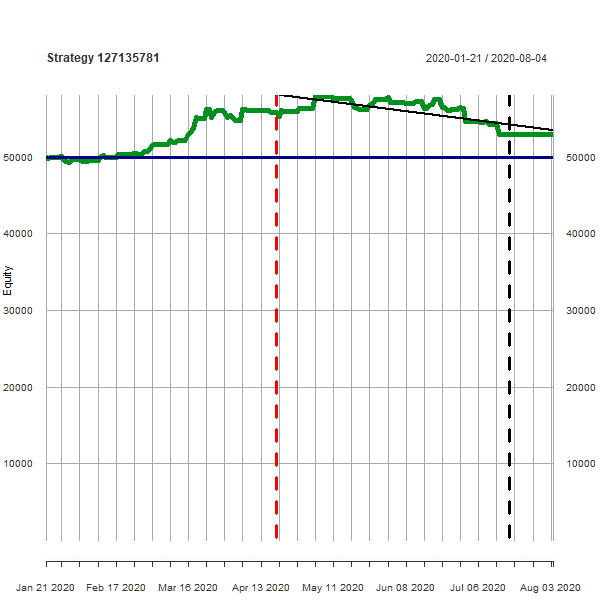 Strategy 127135781
2020-01-21 / 2020-08-04
50000 50000
40000 40000
Equity
30000 30000
20000 20000
10000 10000
Jan 21 2020 Feb 17 2020 Mar 16 2020 Apr 13 2020 May 11 2020 Jun 08 2020 Jul 06 2020 Aug 03 2020